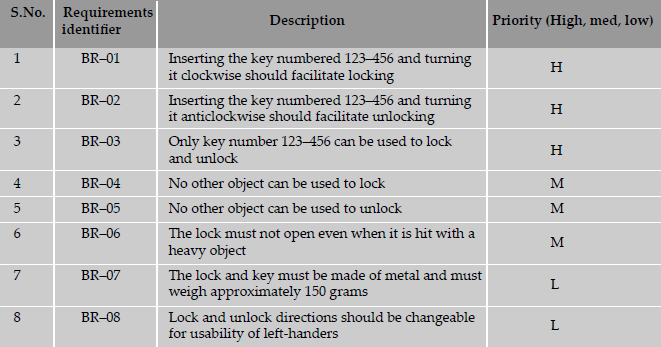 S.No. Requirements identifier Description Priority (High, med, low)
1 BR–01 Inserting the key numbered 123–456 and turning
it clockwise should facilitate locking H
2 BR–02 Inserting the key numbered 123–456 and turning
it anticlockwise should facilitate unlocking H
3 BR–03 Only key number 123–456 can be used to lock
and unlock H
4 BR–04 No other object can be used to lock M
5 BR–05 No other object can be used to unlock M
6 BR–06 The lock must not open even when it is hit with a
heavy object M
7 BR–07 The lock and key must be made of metal and must
weigh approximately 150 grams L
8 BR–08 Lock and unlock directions should be changeable
for usability of left-handers L